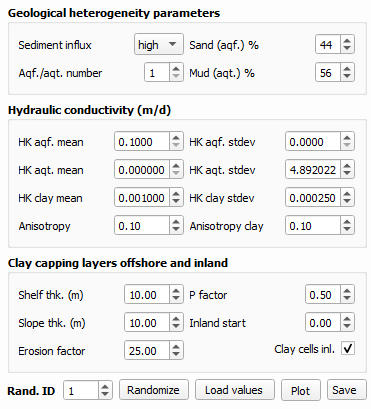 Geological heterogeneity parameters
Sediment influx high Sand (aqf.) % 44
Aqf./aqt. number 1 Mud (aqt.) % 56
Hydraulic conductivity (m/d)
HK aqf. mean 0.1000 HK aqf. stdev 0.0000
HK aqt. mean 0.000000 HK aqt. stdev 4.892022
HK clay mean 0.001000 HK clay stdev 0.000250
Anisotropy 0.10 Anisotropy clay 0.10
Clay capping layers offshore and inland
Shelf thk. (m) 10.00 P factor 0.50
Slope thk. (m) 10.00 Inland start 0.00
Erosion factor 25.00 Clay cells inl.
Rand. ID 1 Randomize Load values Plot Save